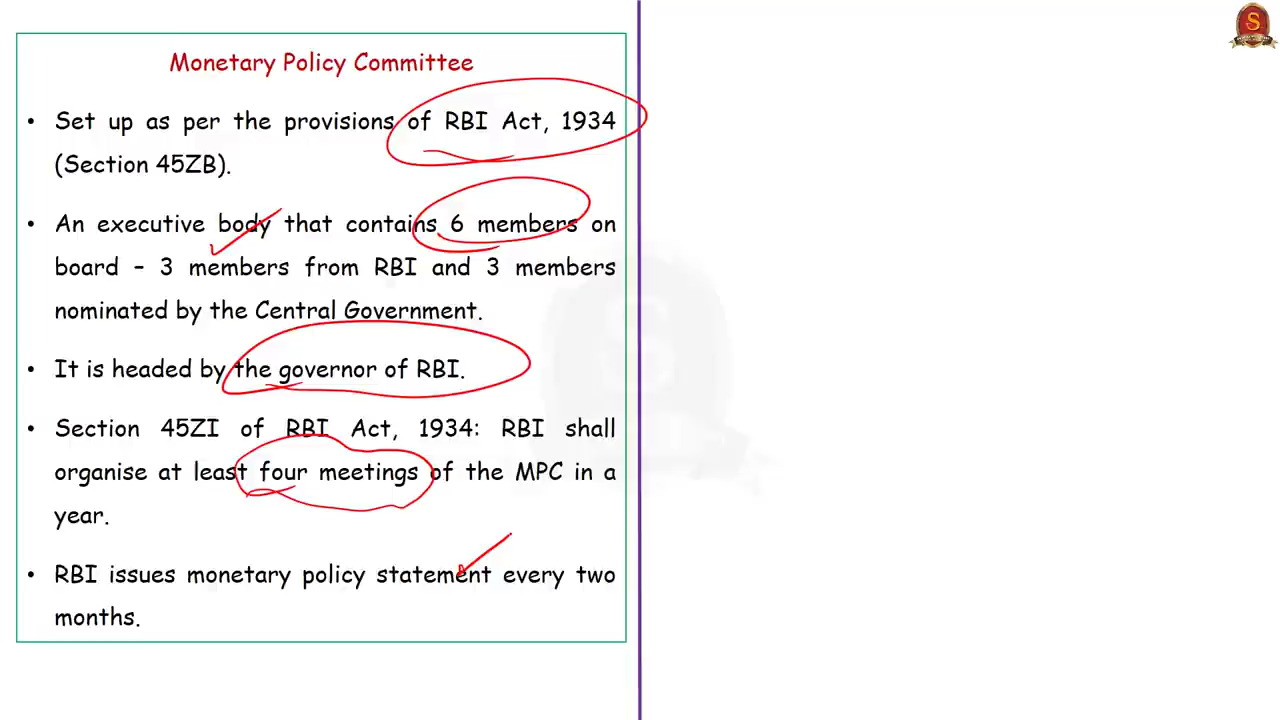 Monetary Policy Committee
• Set up as per the provisions of RBI Act, 1934
(Section 45ZB).
• An executive body that contains 6 members on
board – 3 members from RBI and 3 members
nominated by the Central Government.
• It is headed by the governor of RBI.
• Section 45ZI of RBI Act, 1934: RBI shall
organise at least four meetings of the MPC in a
year.
• RBI issues monetary policy statement every two
months.
S